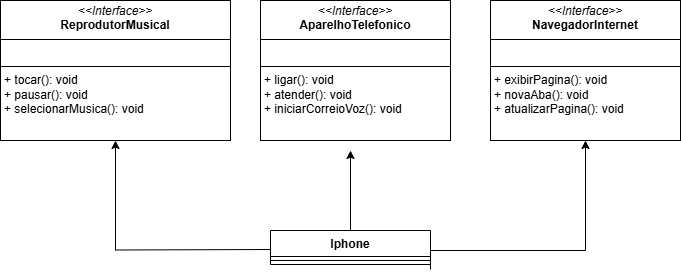 <<Interface>>
ReprodutorMusical
+ tocar(): void
+ pausar(): void
+ selecionarMusica(): void
<<Interface>>
AparelhoTelefonico
+ ligar(): void
+ atender(): void
+ iniciarCorreioVoz(): void
<<Interface>>
NavegadorInternet
+ exibirPagina(): void
+ novaAba(): void
+ atualizarPagina(): void
Iphone